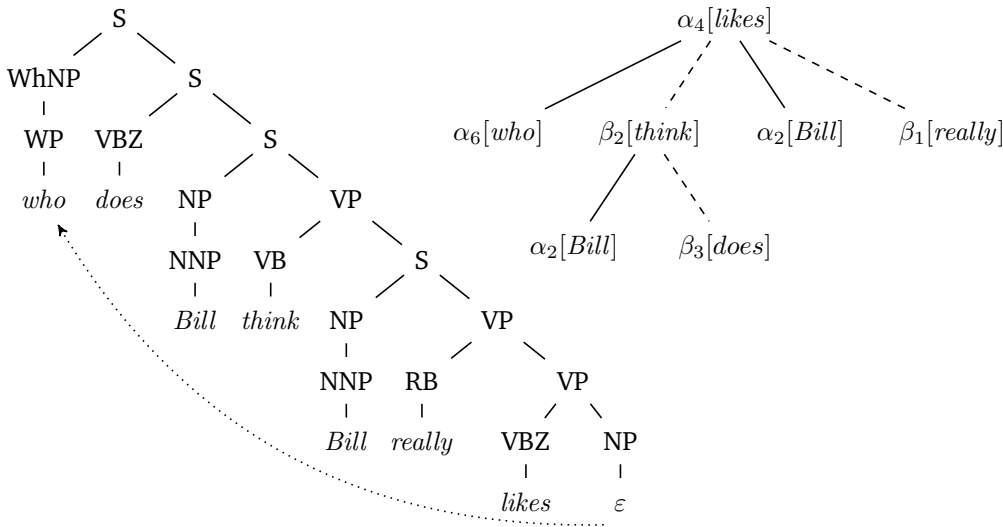 S α₄[likes]
WhNP S
WP VBZ S α₆[who] β₂[think] α₂[Bill] β₁[really]
who does NP VP
NNP VB S α₂[Bill] β₃[does]
Bill think NP VP
NNP RB VP
Bill really VBZ NP
likes ε